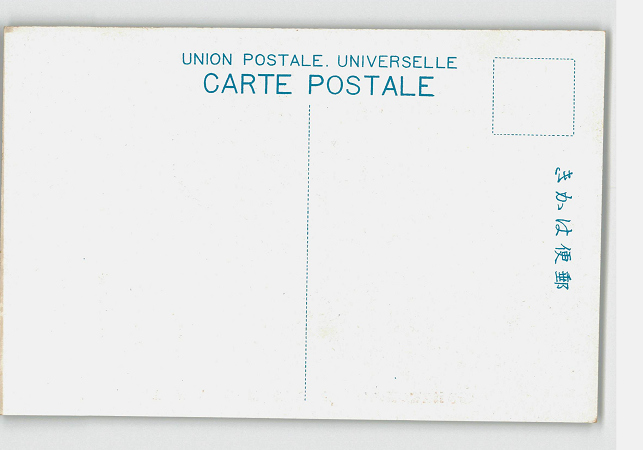 UNION POSTALE. UNIVERSELLE
CARTE POSTALE
郵便はかき